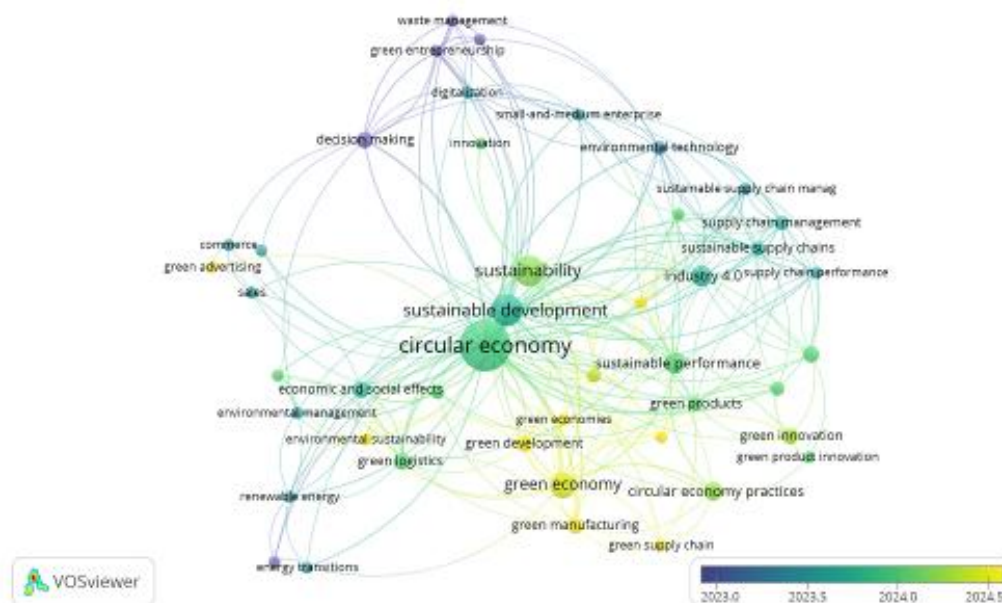 waste management
green entrepreneurship
digitalization
small-and-medium enterprise
decision making
innovation
environmental technology
sustainable supply chain manag
supply chain management
commerce
sustainable supply chains
green advertising
sustainability
industry 4.0
supply chain performance
sales
sustainable development
circular economy
sustainable performance
economic and social effects
green products
environmental management
green economies
environmental sustainability
green development
green innovation
green logistics
green product innovation
green economy
circular economy practices
renewable energy
green manufacturing
green supply chain
energy transitions
VOSviewer
2023.0 2023.5 2024.0 2024.5